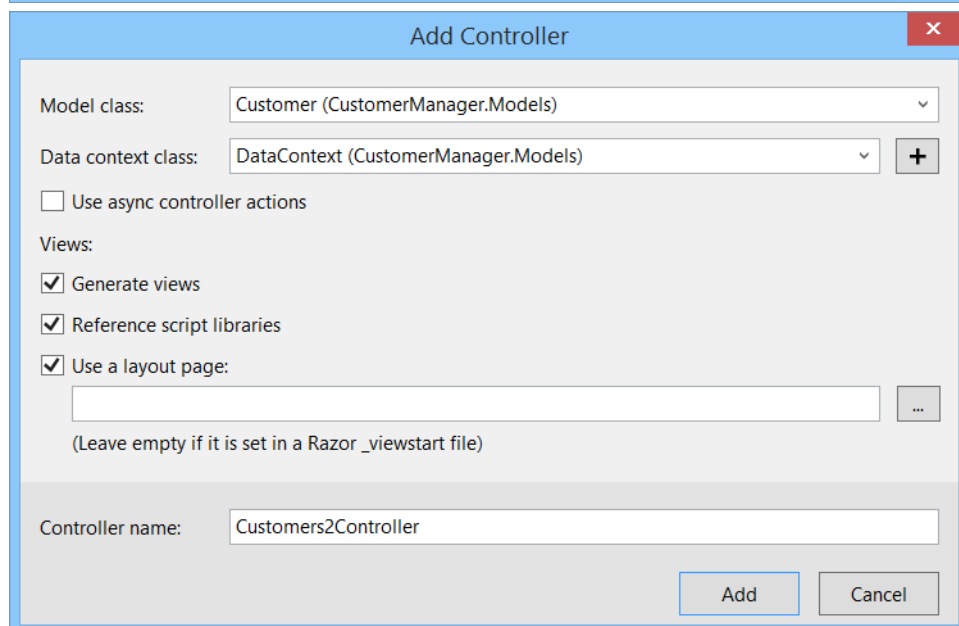 Add Controller
Model class: Customer (CustomerManager.Models)
Data context class: DataContext (CustomerManager.Models) +
Use async controller actions
Views:
Generate views
Reference script libraries
Use a layout page:
...
(Leave empty if it is set in a Razor _viewstart file)
Controller name: Customers2Controller
Add Cancel